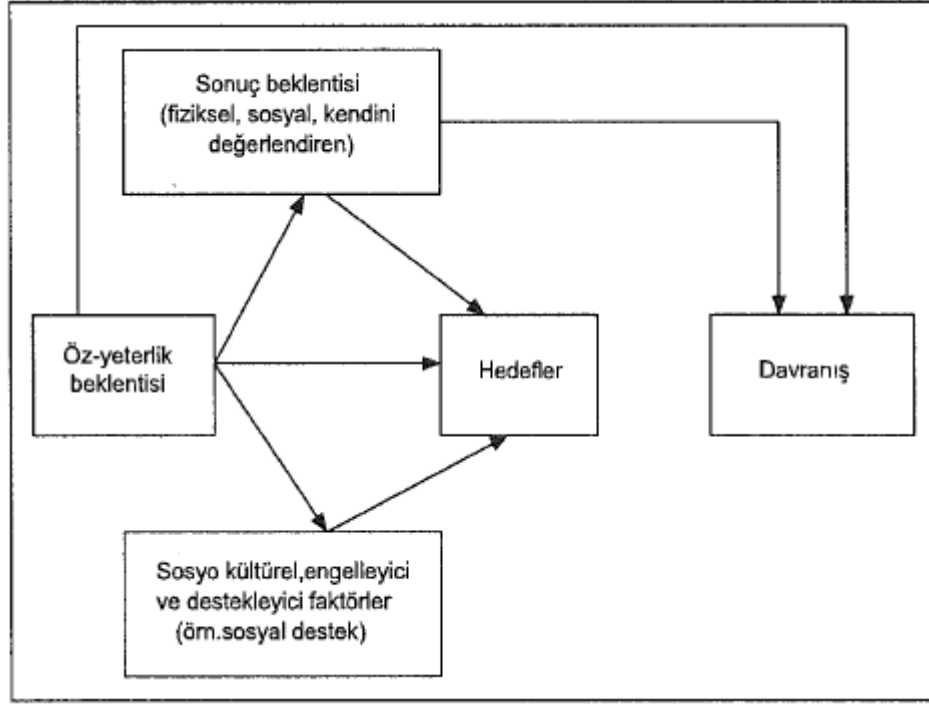 Sonuç beklentisi
(fiziksel, sosyal, kendini
değerlendiren)
Öz-yeterlik
beklentisi
Hedefler
Davranış
Sosyo kültürel,engelleyici
ve destekleyici faktörler
(örn.sosyal destek)